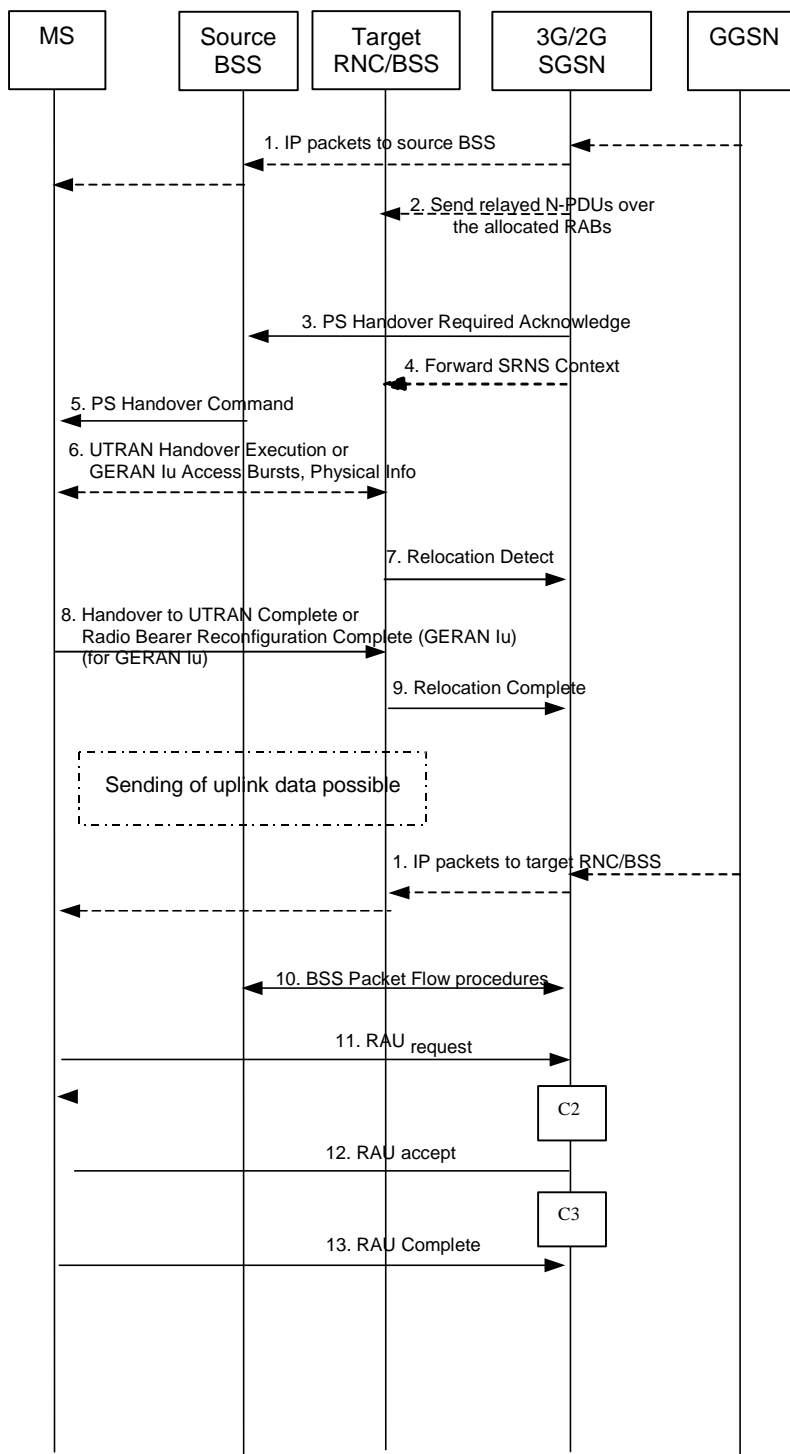 MS
Source
BSS
Target
RNC/BSS
3G/2G
SGSN
GGSN
1. IP packets to source BSS
2. Send relayed N-PDUs over
the allocated RABs
3. PS Handover Required Acknowledge
4. Forward SRNS Context
5. PS Handover Command
6. UTRAN Handover Execution or
GERAN Iu Access Bursts, Physical Info
7. Relocation Detect
8. Handover to UTRAN Complete or
Radio Bearer Reconfiguration Complete (GERAN Iu)
(for GERAN Iu)
9. Relocation Complete
Sending of uplink data possible
1. IP packets to target RNC/BSS
10. BSS Packet Flow procedures
11. RAU request
C2
12. RAU accept
C3
13. RAU Complete